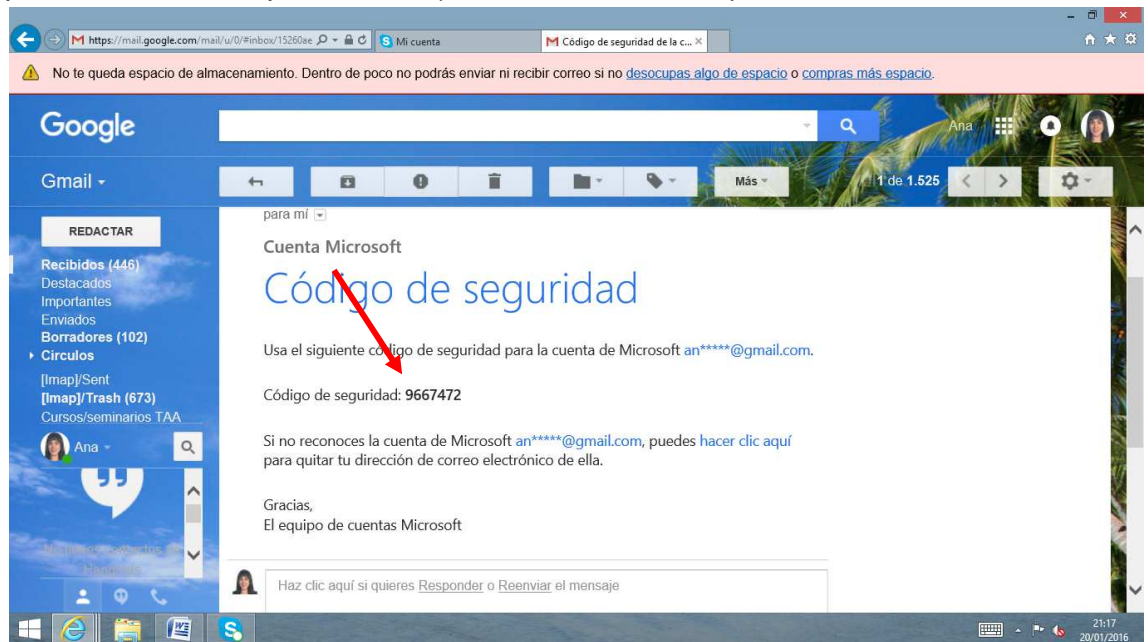 https://mail.google.com/mail/u/0/#inbox/15260ae
Mi cuenta
Código de seguridad de la c...
No te queda espacio de almacenamiento. Dentro de poco no podrás enviar ni recibir correo si no desocupas algo de espacio o compras más espacio.
Google
Ana
Gmail
Más
1 de 1.525
REDACTAR
Recibidos (446)
Destacados
Importantes
Enviados
Borradores (102)
Círculos
[Imap]/Sent
[Imap]/Trash (673)
Cursos/seminarios TAA
Ana
para mí
Cuenta Microsoft
Código de seguridad
Usa el siguiente código de seguridad para la cuenta de Microsoft an*****@gmail.com.
Código de seguridad: 9667472
Si no reconoces la cuenta de Microsoft an*****@gmail.com, puedes hacer clic aquí
para quitar tu dirección de correo electrónico de ella.
Gracias,
El equipo de cuentas Microsoft
Haz clic aquí si quieres Responder o Reenviar el mensaje
21:17
20/01/2016